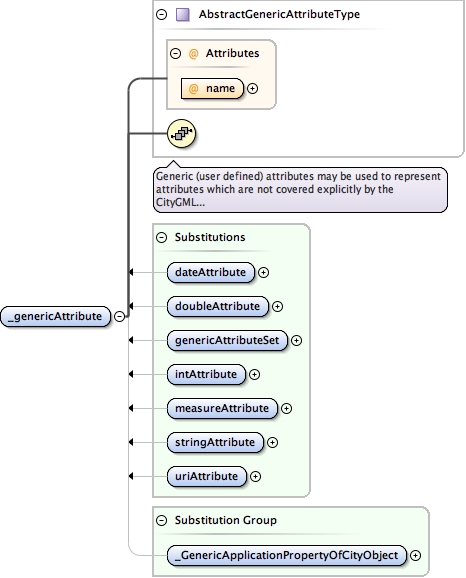 AbstractGenericAttributeType
@ Attributes
@ name
Generic (user defined) attributes may be used to represent
attributes which are not covered explicitly by the
CityGML...
Substitutions
dateAttribute
doubleAttribute
_genericAttribute
genericAttributeSet
intAttribute
measureAttribute
stringAttribute
uriAttribute
Substitution Group
_GenericApplicationPropertyOfCityObject